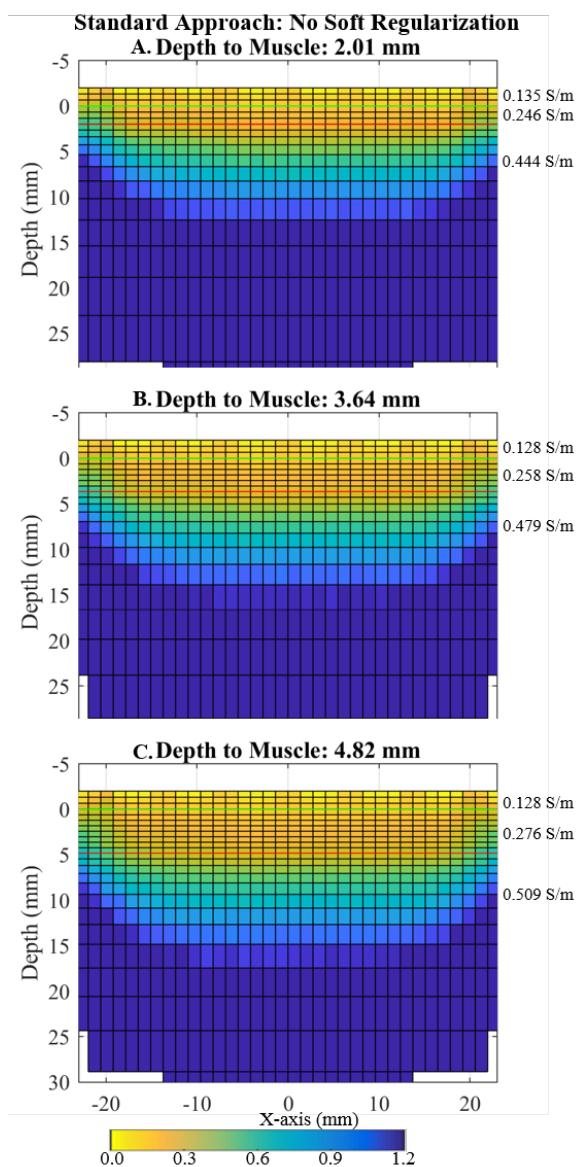 Standard Approach: No Soft Regularization
A. Depth to Muscle: 2.01 mm
-5
0
5
10
15
20
25
Depth (mm)
0.135 S/m
0.246 S/m
0.444 S/m
B. Depth to Muscle: 3.64 mm
-5
0
5
10
15
20
25
Depth (mm)
0.128 S/m
0.258 S/m
0.479 S/m
C. Depth to Muscle: 4.82 mm
-5
0
5
10
15
20
25
30
Depth (mm)
0.128 S/m
0.276 S/m
0.509 S/m
-20 -10 0 10 20
X-axis (mm)
0.0 0.3 0.6 0.9 1.2